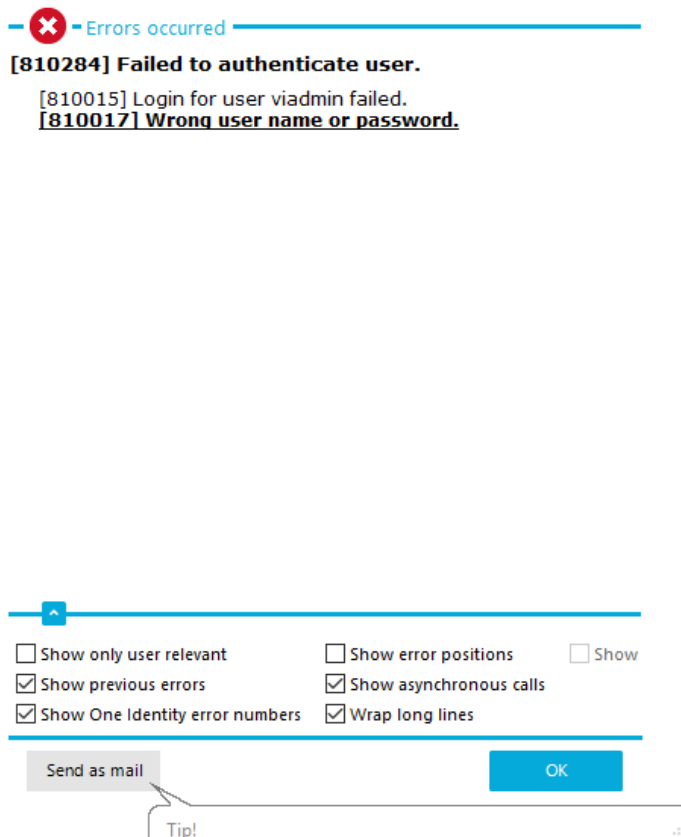 Errors occurred
[810284] Failed to authenticate user.
[810015] Login for user viadmin failed.
[810017] Wrong user name or password.
Show only user relevant
Show error positions
Show
Show previous errors
Show asynchronous calls
Show One Identity error numbers
Wrap long lines
Send as mail
OK
Tip!